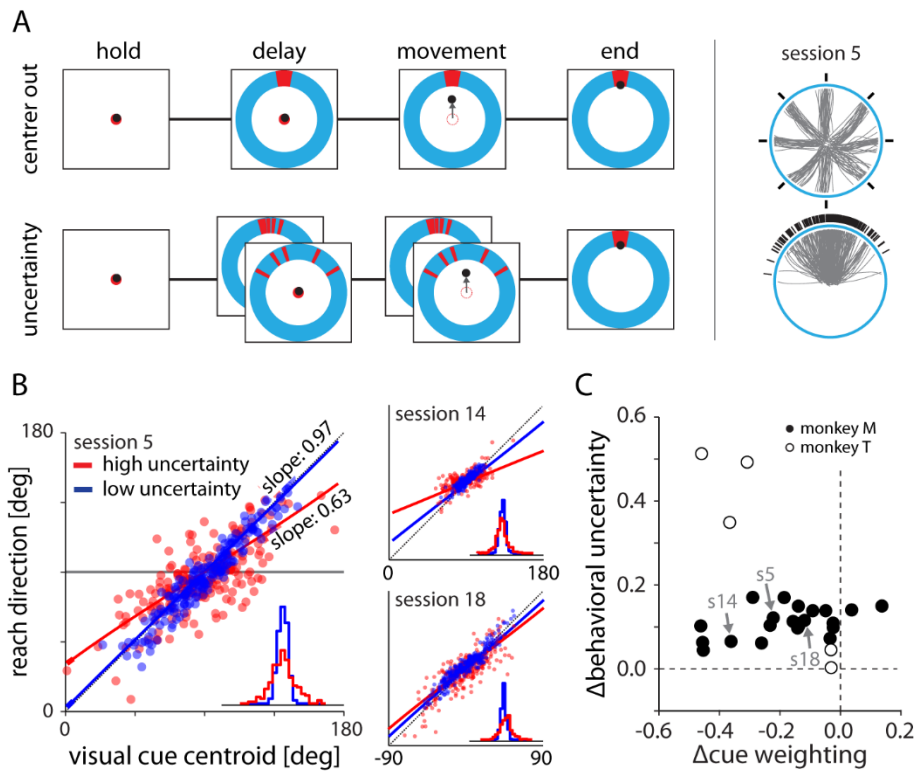 A
hold delay movement end
session 5
centrer out
uncertainty
B
180
session 5
high uncertainty
low uncertainty
slope: 0.97
slope: 0.63
reach direction [deg]
0
0 180
visual cue centroid [deg]
session 14
0 180
session 18
-90 90
C
0.6
monkey M
monkey T
0.4
0.2
0.0
s14
s5
s18
Δbehavioral uncertainty
-0.6 -0.4 -0.2 0.0 0.2
Δcue weighting